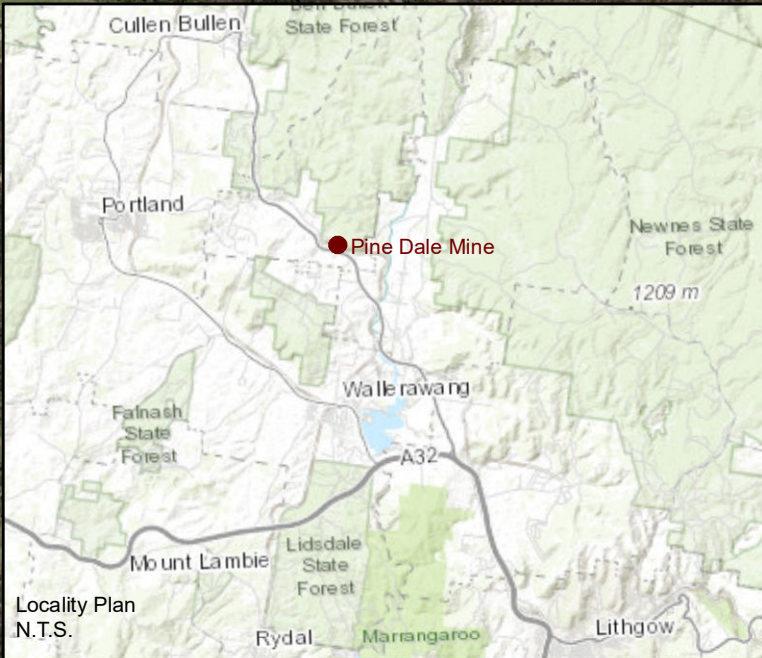 Cullen Bullen
State Forest
Portland
Pine Dale Mine
Newnes State
Forest
1209 m
Wallerawang
Falnash
State
Forest
A32
Mount Lambie
Lidsdale
State
Forest
Locality Plan
N.T.S.
Rydal
Marrangaroo
Lithgow